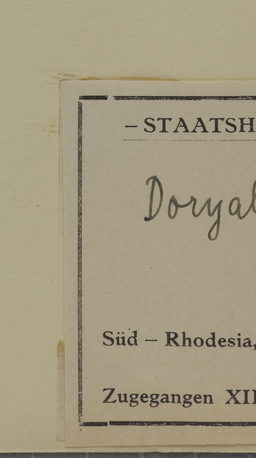 – STAATSH
Doryal
Süd – Rhodesia,
Zugegangen XII